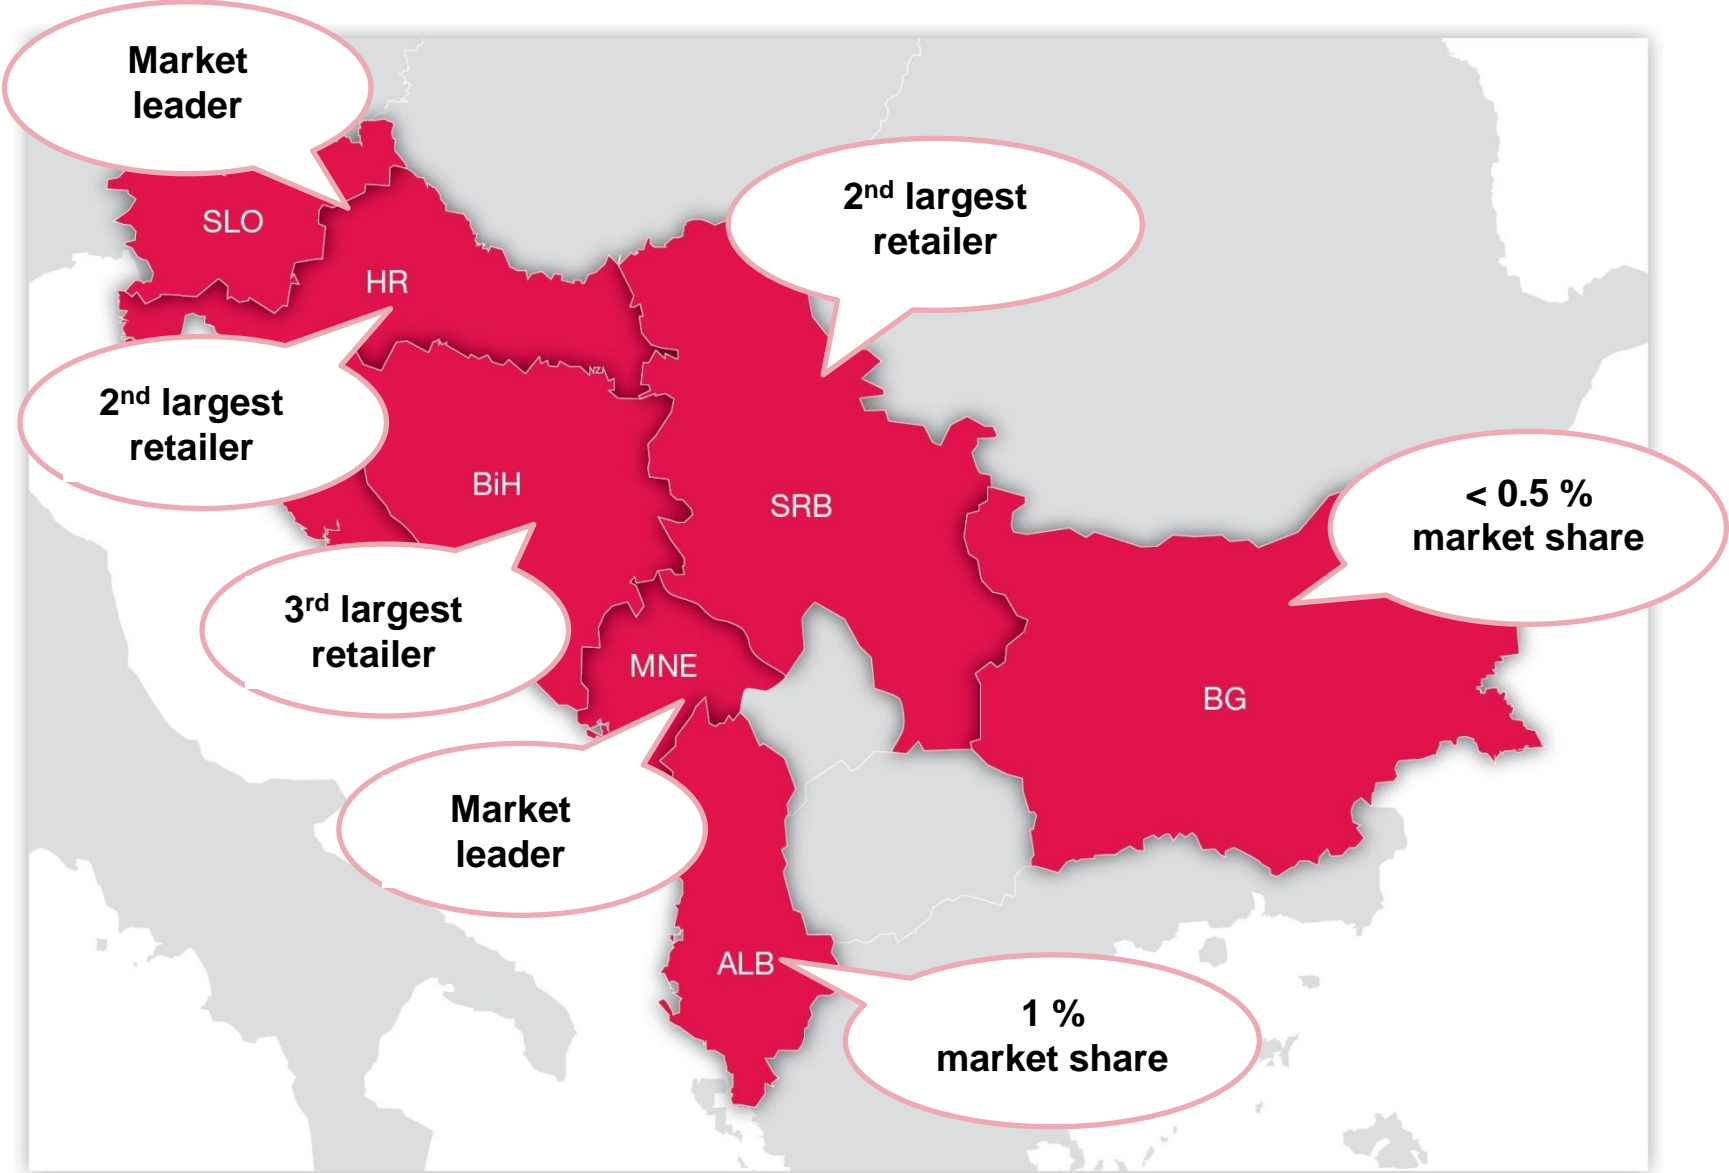 Market
leader
SLO
2nd largest
retailer
HR
2nd largest
retailer
BiH
SRB
< 0.5 %
market share
3rd largest
retailer
MNE
BG
Market
leader
ALB
1 %
market share